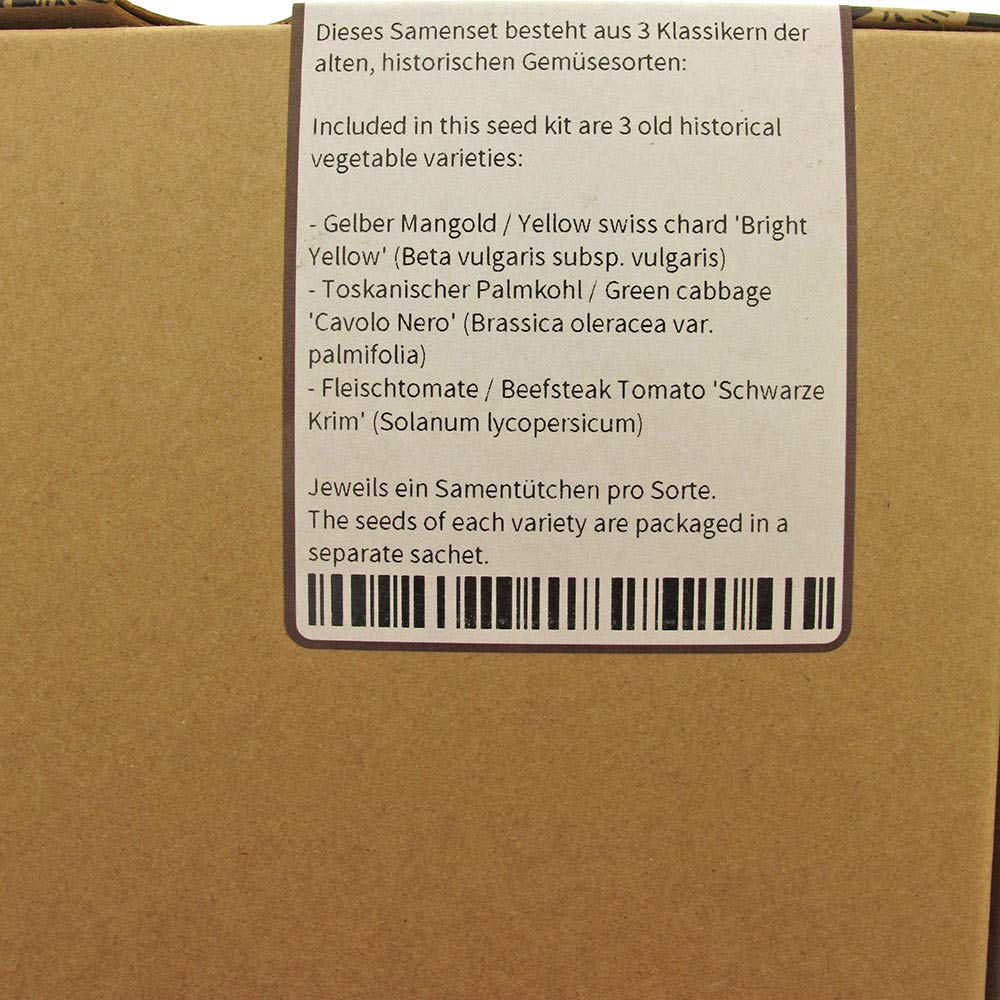 Dieses Samenset besteht aus 3 Klassikern der
alten, historischen Gemüsesorten:
Included in this seed kit are 3 old historical
vegetable varieties:
- Gelber Mangold / Yellow swiss chard 'Bright
Yellow' (Beta vulgaris subsp. vulgaris)
- Toskanischer Palmkohl / Green cabbage
'Cavolo Nero' (Brassica oleracea var.
palmifolia)
- Fleischtomate / Beefsteak Tomato 'Schwarze
Krim' (Solanum lycopersicum)
Jeweils ein Samentütchen pro Sorte.
The seeds of each variety are packaged in a
separate sachet.